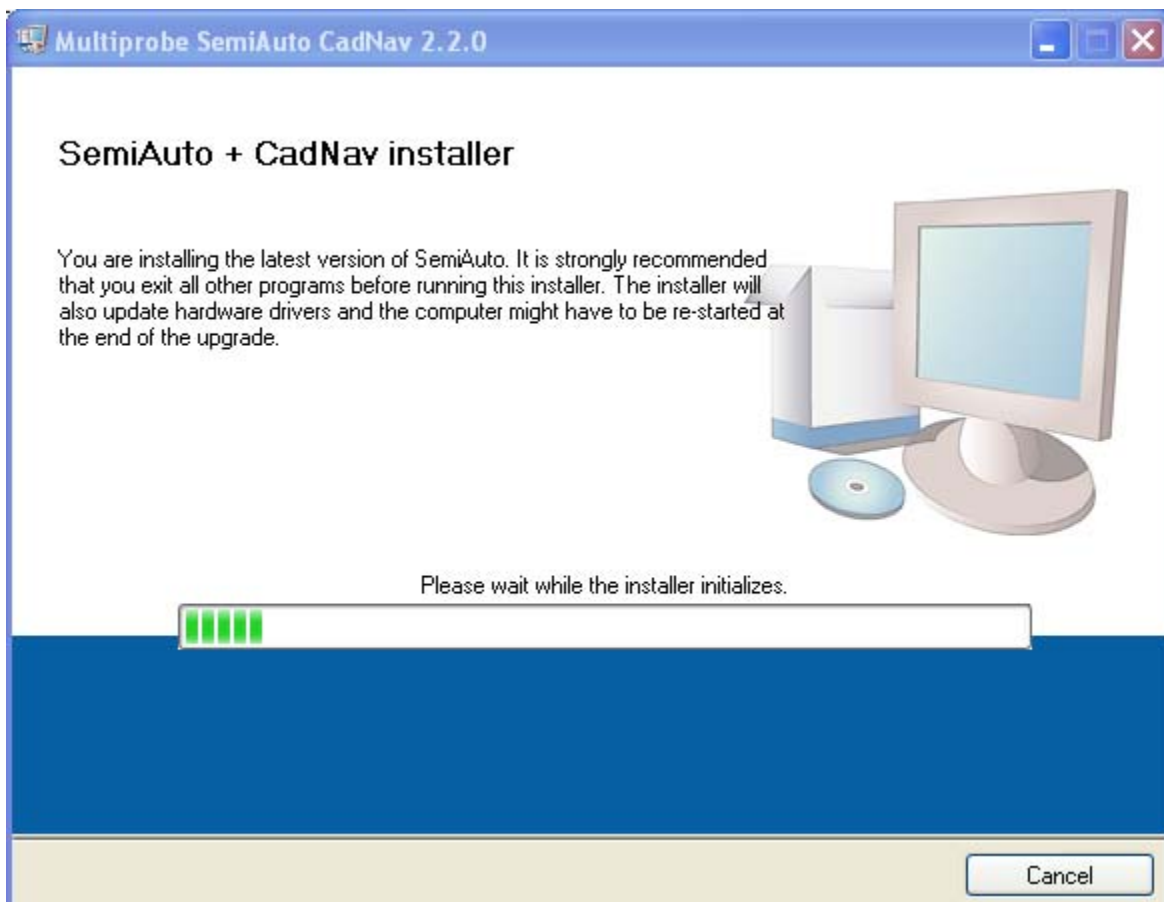 Multiprobe SemiAuto CadNav 2.2.0
SemiAuto + CadNav installer
You are installing the latest version of SemiAuto. It is strongly recommended
that you exit all other programs before running this installer. The installer will
also update hardware drivers and the computer might have to be re-started at
the end of the upgrade.
Please wait while the installer initializes.
Cancel